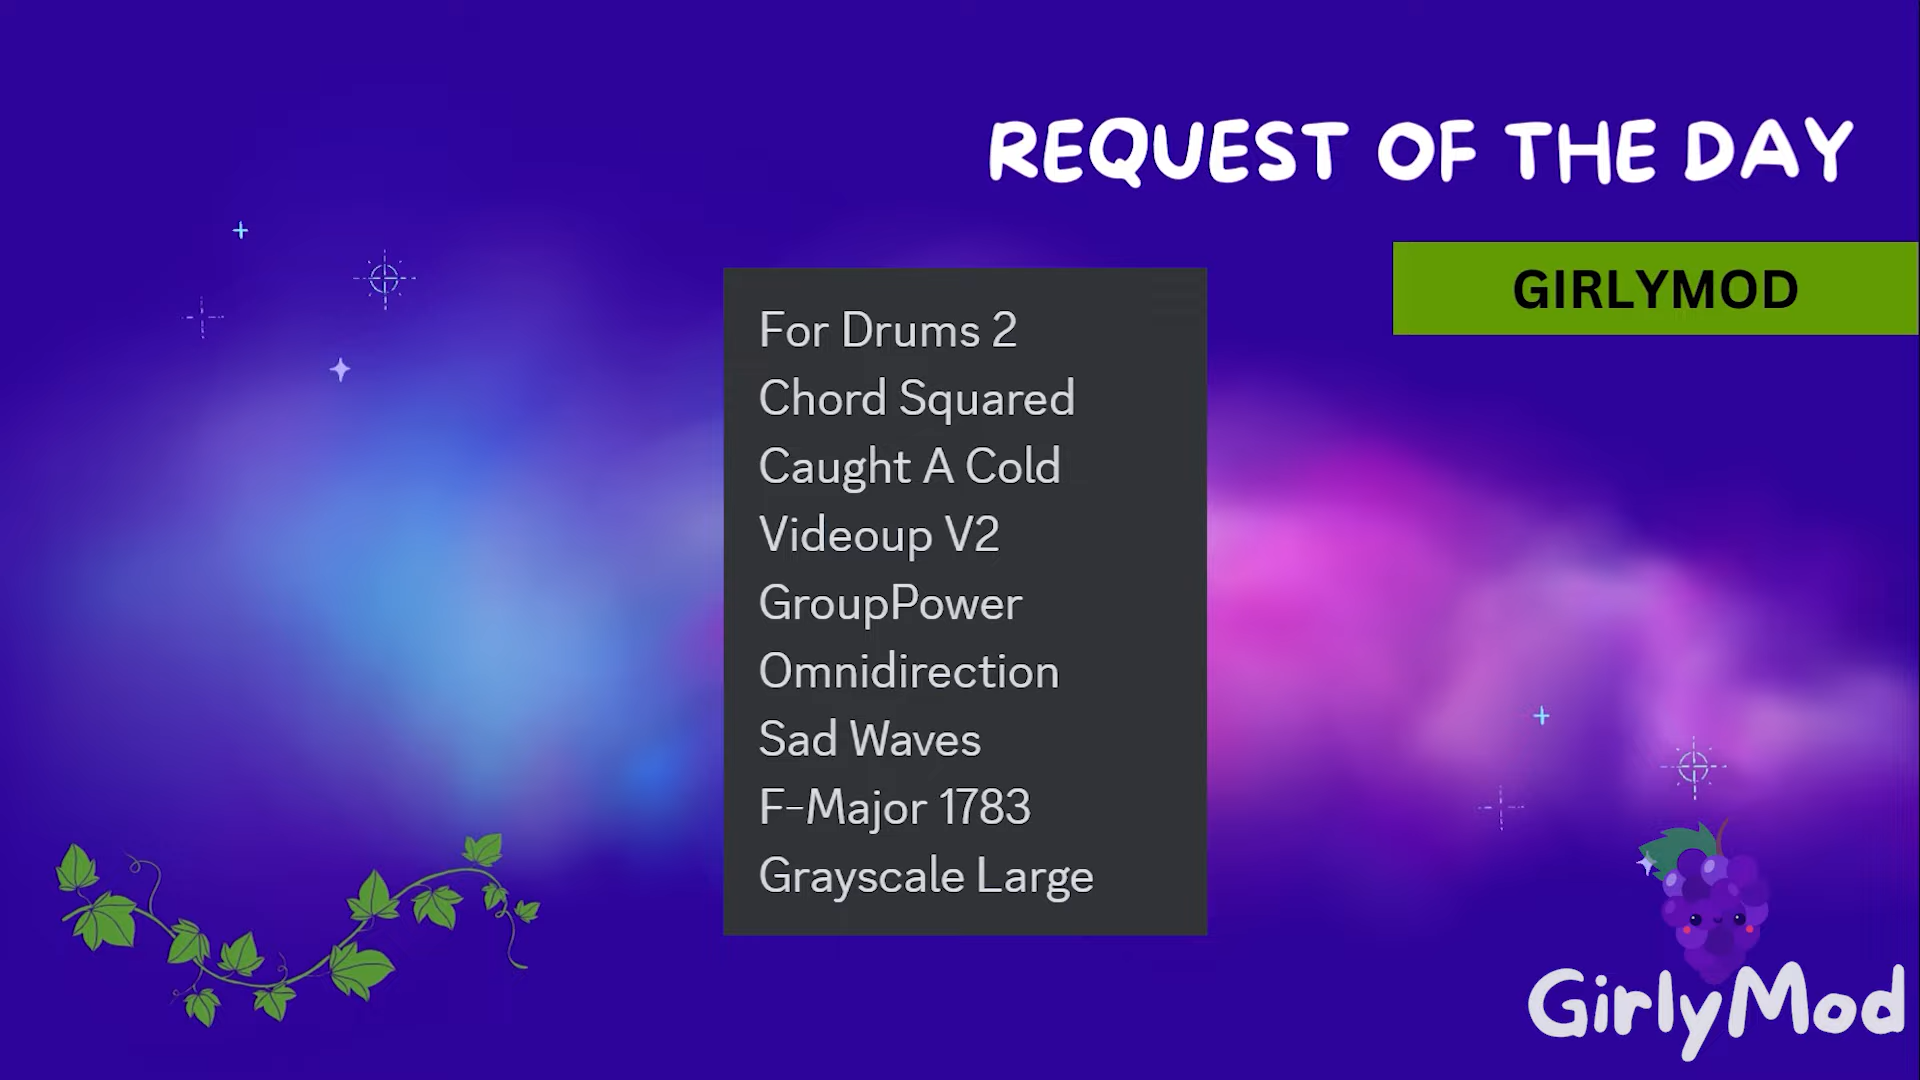 REQUEST OF THE DAY
GIRLYMOD
For Drums 2
Chord Squared
Caught A Cold
Videoup V2
GroupPower
Omnidirection
Sad Waves
F-Major 1783
Grayscale Large
GirlyMod